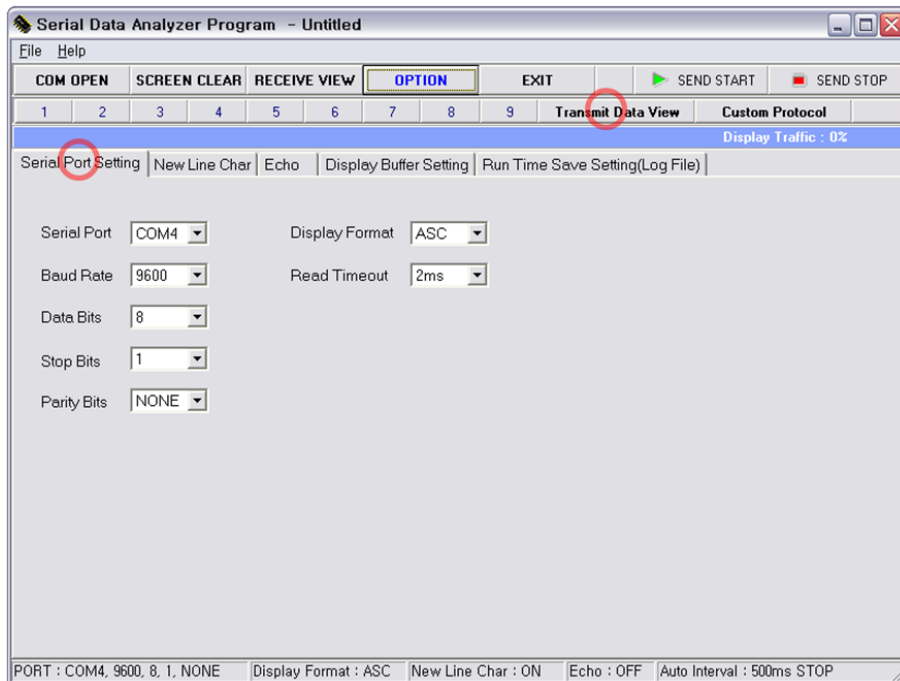 Serial Data Analyzer Program - Untitled
File Help
COM OPEN SCREEN CLEAR RECEIVE VIEW OPTION EXIT SEND START SEND STOP
1 2 3 4 5 6 7 8 9 Transmit Data View Custom Protocol
Display Traffic : 0%
Serial Port Setting New Line Char Echo Display Buffer Setting Run Time Save Setting(Log File)
Serial Port COM4 Display Format ASC
Baud Rate 9600 Read Timeout 2ms
Data Bits 8
Stop Bits 1
Parity Bits NONE
PORT : COM4, 9600, 8, 1, NONE Display Format : ASC New Line Char : ON Echo : OFF Auto Interval : 500ms STOP